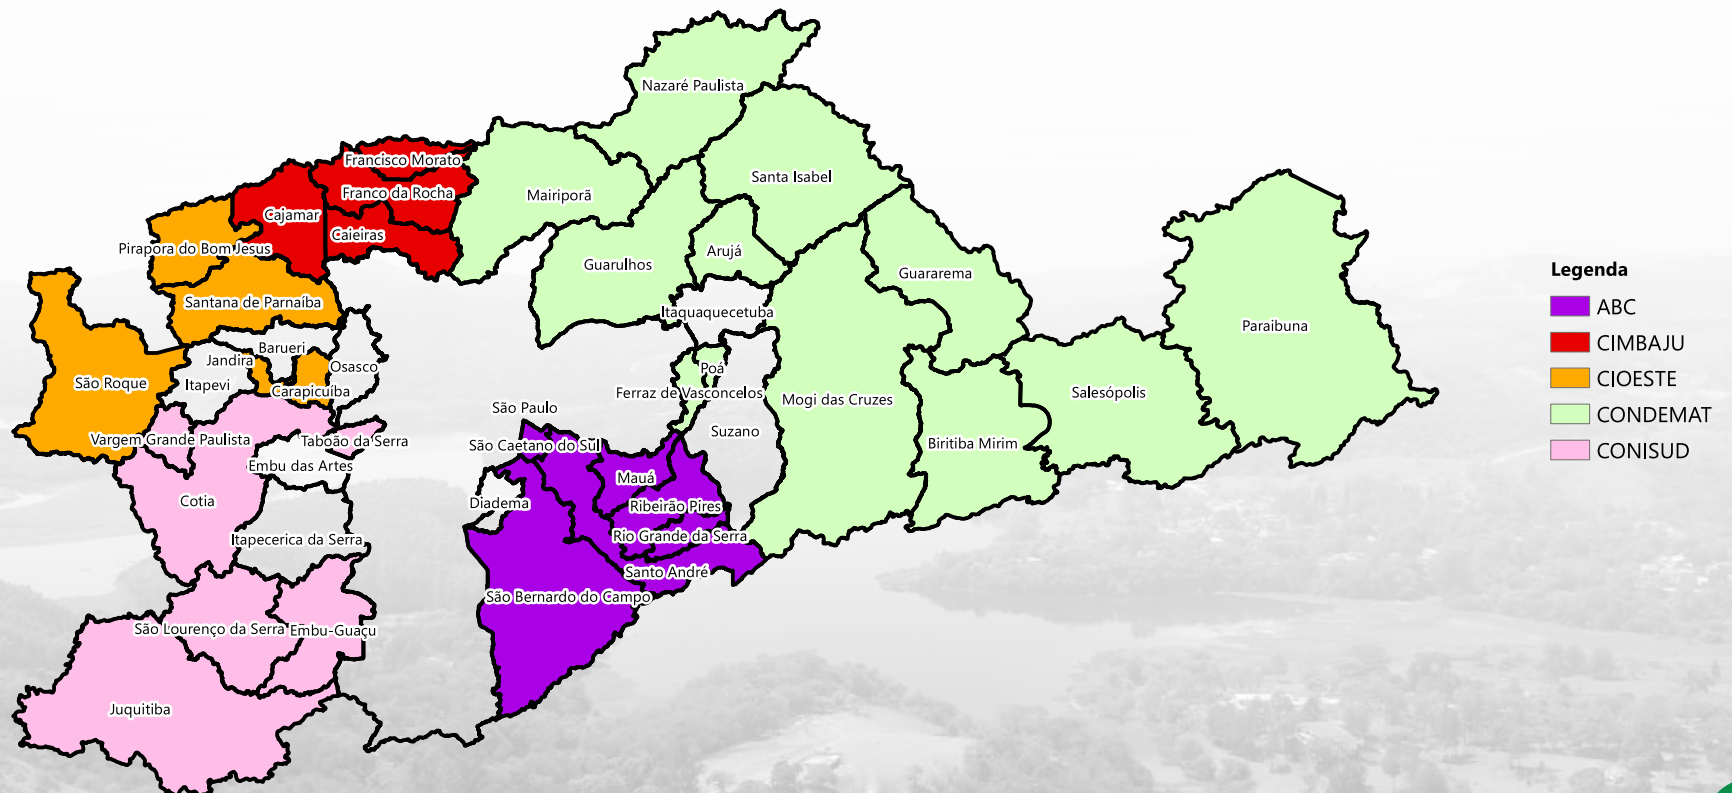 Nazaré Paulista
Francisco Morato
Santa Isabel
Franco da Rocha
Mairiporã
Cajamar
Caieiras
Pirapora do Bom Jesus
Arujá
Guarulhos
Guararema
Santana de Parnaíba
Itaquaquecetuba
Paraibuna
Barueri
Jandira
Osasco
Poá
São Roque
Itapevi
Carapicuíba
Ferraz de Vasconcelos
Salesópolis
Mogi das Cruzes
São Paulo
Suzano
Vargem Grande Paulista
Taboão da Serra
São Caetano do Sul
Biritiba Mirim
Embu das Artes
Mauá
Cotia
Diadema
Ribeirão Pires
Itapecerica da Serra
Rio Grande da Serra
Santo André
São Bernardo do Campo
São Lourenço da Serra
Embu-Guaçu
Juquitiba
Legenda
ABC
CIMBAJU
CIOESTE
CONDEMAT
CONISUD